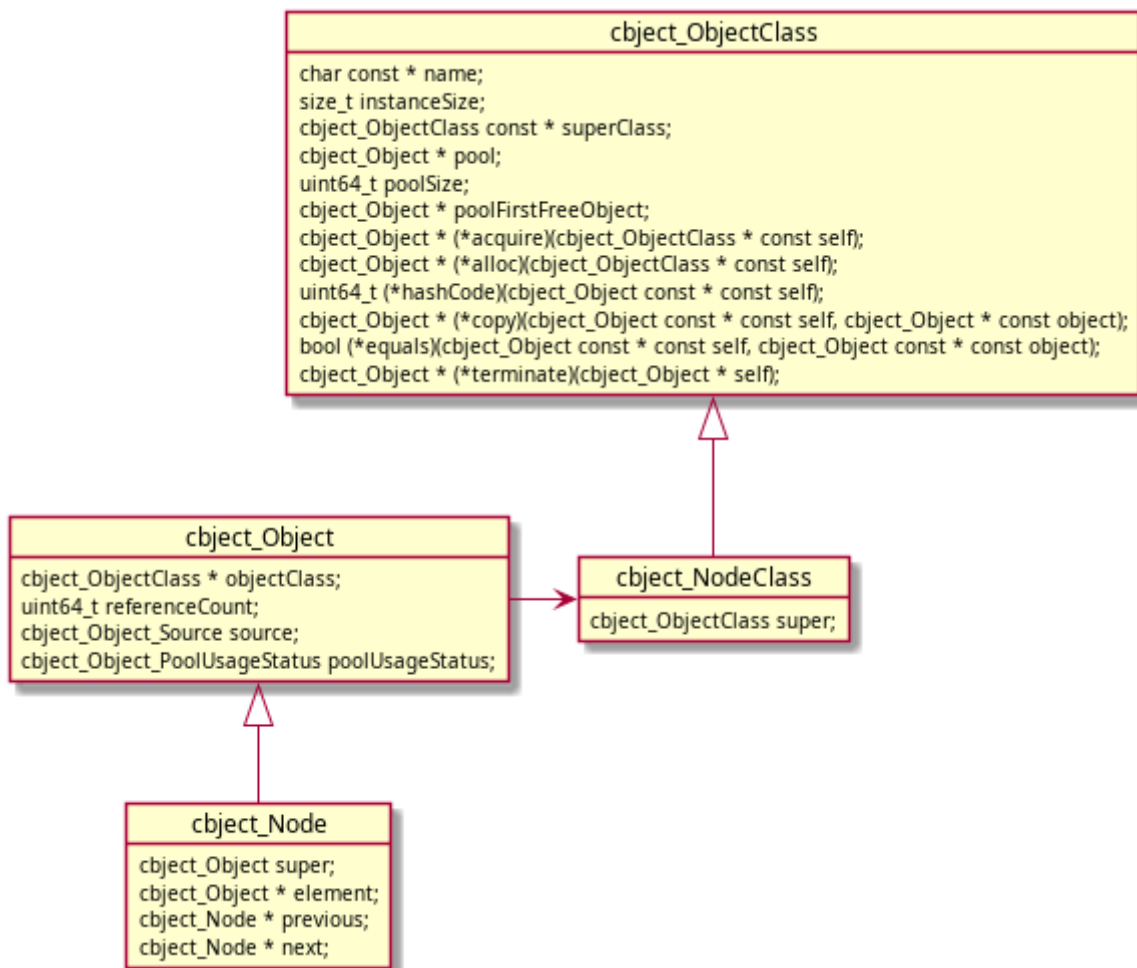 cbject_ObjectClass
char const * name;
size_t instanceSize;
cbject_ObjectClass const * superClass;
cbject_Object * pool;
uint64_t poolSize;
cbject_Object * poolFirstFreeObject;
cbject_Object * (*acquire)(cbject_ObjectClass * const self);
cbject_Object * (*alloc)(cbject_ObjectClass * const self);
uint64_t (*hashCode)(cbject_Object const * const self);
cbject_Object * (*copy)(cbject_Object const * const self, cbject_Object * const object);
bool (*equals)(cbject_Object const * const self, cbject_Object const * const object);
cbject_Object * (*terminate)(cbject_Object * self);
cbject_Object
cbject_ObjectClass * objectClass;
uint64_t referenceCount;
cbject_Object_Source source;
cbject_Object_PoolUsageStatus poolUsageStatus;
cbject_NodeClass
cbject_ObjectClass super;
cbject_Node
cbject_Object super;
cbject_Object * element;
cbject_Node * previous;
cbject_Node * next;